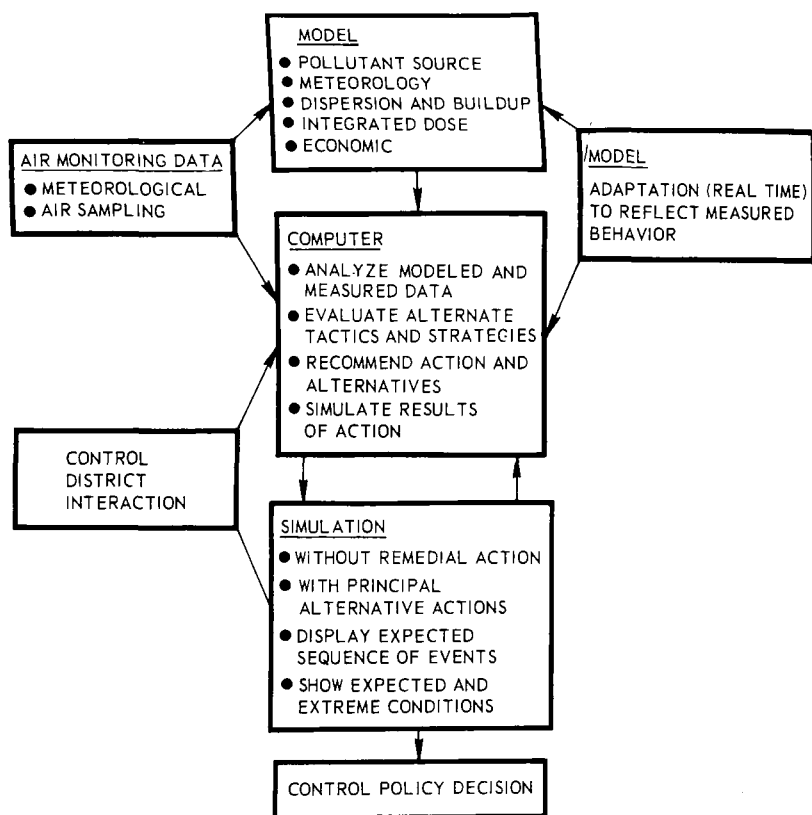 MODEL
● POLLUTANT SOURCE
● METEOROLOGY
● DISPERSION AND BUILDUP
● INTEGRATED DOSE
● ECONOMIC
AIR MONITORING DATA
● METEOROLOGICAL
● AIR SAMPLING
MODEL
ADAPTATION (REAL TIME)
TO REFLECT MEASURED
BEHAVIOR
COMPUTER
● ANALYZE MODELED AND
MEASURED DATA
● EVALUATE ALTERNATE
TACTICS AND STRATEGIES
● RECOMMEND ACTION AND
ALTERNATIVES
● SIMULATE RESULTS
OF ACTION
CONTROL
DISTRICT
INTERACTION
SIMULATION
● WITHOUT REMEDIAL ACTION
● WITH PRINCIPAL
ALTERNATIVE ACTIONS
● DISPLAY EXPECTED
SEQUENCE OF EVENTS
● SHOW EXPECTED AND
EXTREME CONDITIONS
CONTROL POLICY DECISION